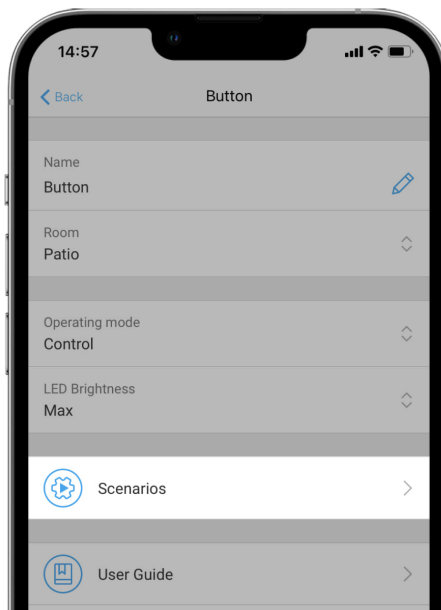 14:57
Back
Button
Name
Button
Room
Patio
Operating mode
Control
LED Brightness
Max
Scenarios
User Guide